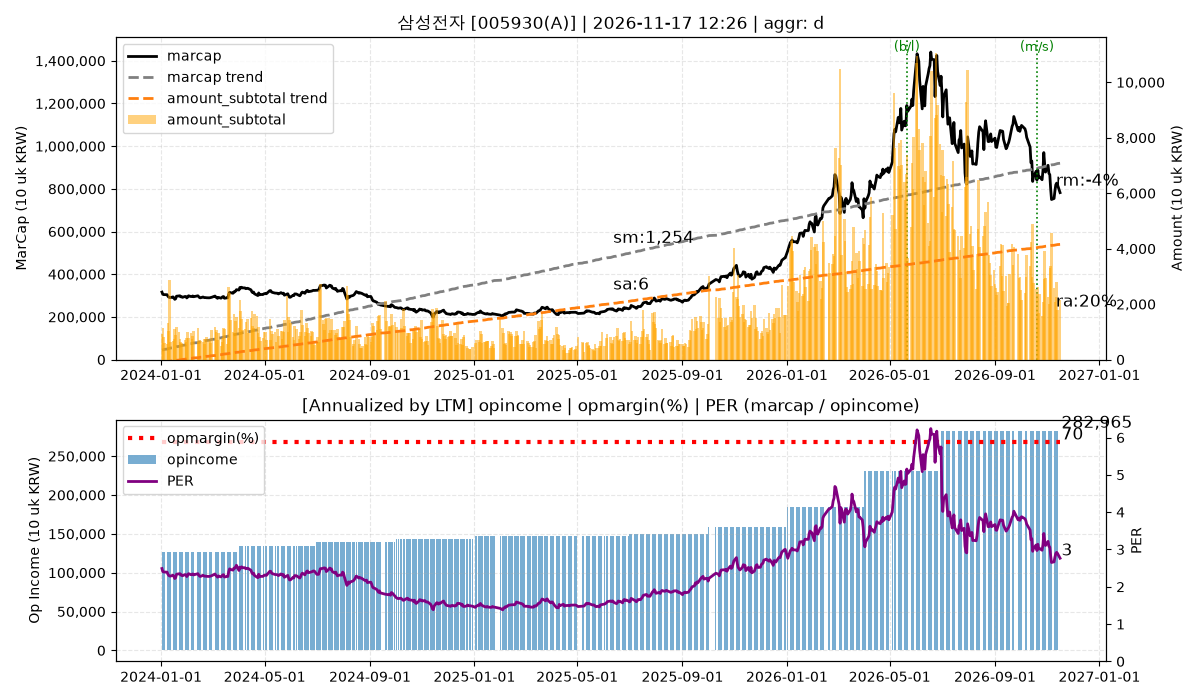 삼성전자 [005930(A)] | 2026-11-17 12:26 | aggr: d
MarCap (10 uk KRW)
1,400,000
1,200,000
1,000,000
800,000
600,000
400,000
200,000
0
marcap
marcap trend
amount_subtotal trend
amount_subtotal
(b/l)
(m/s)
sm:1,254
sa:6
rm:-4%
ra:20%
10,000
8,000
6,000
4,000
2,000
0
Amount (10 uk KRW)
2024-01-01
2024-05-01
2024-09-01
2025-01-01
2025-05-01
2025-09-01
2026-01-01
2026-05-01
2026-09-01
2027-01-01
[Annualized by LTM] opincome | opmargin(%) | PER (marcap / opincome)
Op Income (10 uk KRW)
250,000
200,000
150,000
100,000
50,000
0
opmargin(%)
opincome
PER
282,965
70
3
6
5
4
3
2
1
0
PER
2024-01-01
2024-05-01
2024-09-01
2025-01-01
2025-05-01
2025-09-01
2026-01-01
2026-05-01
2026-09-01
2027-01-01